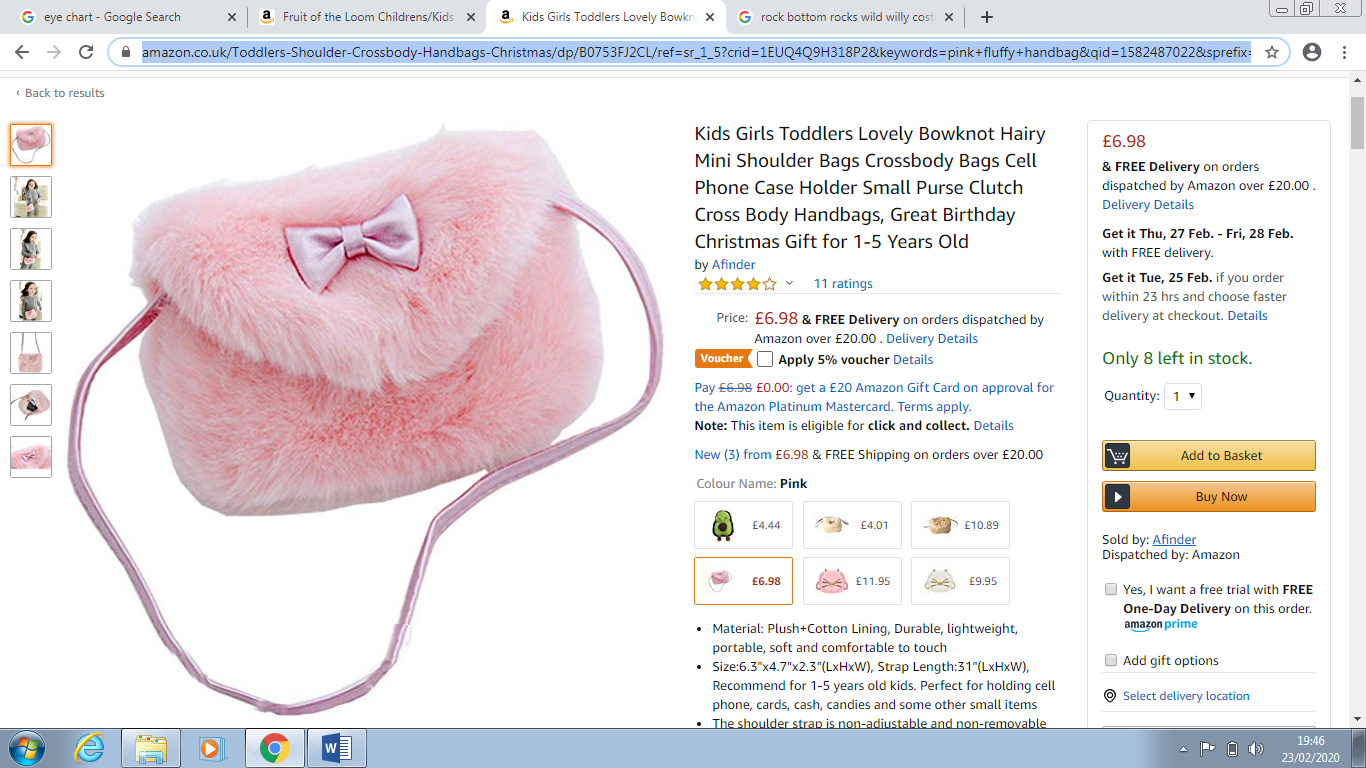 eye chart - Google Search
Fruit of the Loom Childrens/Kids
Kids Girls Toddlers Lovely Bowkn
rock bottom rocks wild willy cost
amazon.co.uk/Toddlers-Shoulder-Crossbody-Handbags-Christmas/dp/B0753FJ2CL/ref=sr_1_5?crid=1EUQ4Q9H318P2&keywords=pink+fluffy+handbag&qid=1582487022&sprefix=
‹ Back to results
Kids Girls Toddlers Lovely Bowknot Hairy
Mini Shoulder Bags Crossbody Bags Cell
Phone Case Holder Small Purse Clutch
Cross Body Handbags, Great Birthday
Christmas Gift for 1-5 Years Old
by Afinder
11 ratings
Price: £6.98 & FREE Delivery on orders dispatched by
Amazon over £20.00 . Delivery Details
Voucher Apply 5% voucher Details
Pay £6.98 £0.00: get a £20 Amazon Gift Card on approval for
the Amazon Platinum Mastercard. Terms apply.
Note: This item is eligible for click and collect. Details
New (3) from £6.98 & FREE Shipping on orders over £20.00
Colour Name: Pink
£4.44 £4.01 £10.89
£6.98 £11.95 £9.95
• Material: Plush+Cotton Lining, Durable, lightweight,
portable, soft and comfortable to touch
• Size:6.3"x4.7"x2.3"(LxHxW), Strap Length:31"(LxHxW),
Recommend for 1-5 years old kids. Perfect for holding cell
phone, cards, cash, candies and some other small items
• The shoulder strap is non-adjustable and non-removable
£6.98
& FREE Delivery on orders
dispatched by Amazon over £20.00 .
Delivery Details
Get it Thu, 27 Feb. - Fri, 28 Feb.
with FREE delivery.
Get it Tue, 25 Feb. if you order
within 23 hrs and choose faster
delivery at checkout. Details
Only 8 left in stock.
Quantity: 1
Add to Basket
Buy Now
Sold by: Afinder
Dispatched by: Amazon
Yes, I want a free trial with FREE
One-Day Delivery on this order.
amazon prime
Add gift options
Select delivery location
19:46
23/02/2020